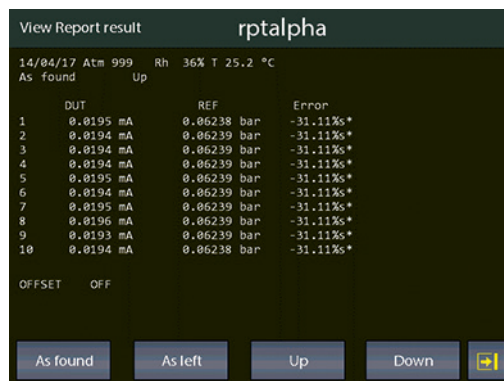 View Report result rptalpha
14/04/17 Atm 999 Rh 36% T 25.2 °C
As found Up
DUT REF Error
1 0.0195 mA 0.06238 bar -31.11%s*
2 0.0194 mA 0.06239 bar -31.11%s*
3 0.0194 mA 0.06239 bar -31.11%s*
4 0.0194 mA 0.06239 bar -31.11%s*
5 0.0195 mA 0.06239 bar -31.11%s*
6 0.0194 mA 0.06239 bar -31.11%s*
7 0.0195 mA 0.06239 bar -31.11%s*
8 0.0196 mA 0.06239 bar -31.11%s*
9 0.0193 mA 0.06239 bar -31.11%s*
10 0.0194 mA 0.06238 bar -31.11%s*
OFFSET OFF
As found As left Up Down